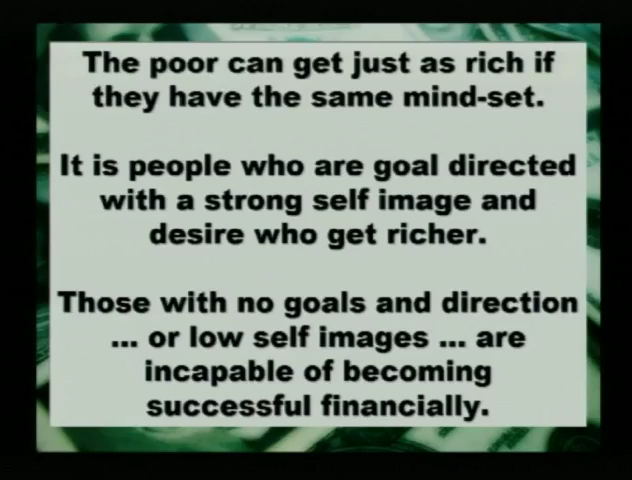 The poor can get just as rich if
they have the same mind-set.
It is people who are goal directed
with a strong self image and
desire who get richer.
Those with no goals and direction
... or low self images ... are
incapable of becoming
successful financially.